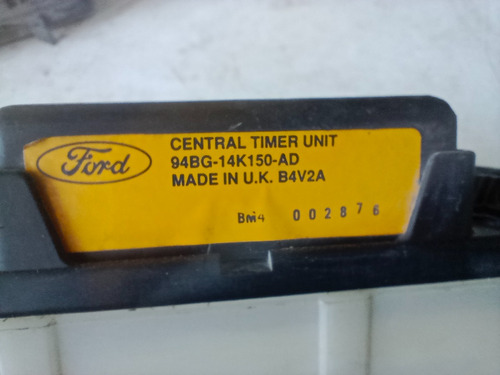 Ford
CENTRAL TIMER UNIT
94BG-14K150-AD
MADE IN U.K. B4V2A
BM4 002876